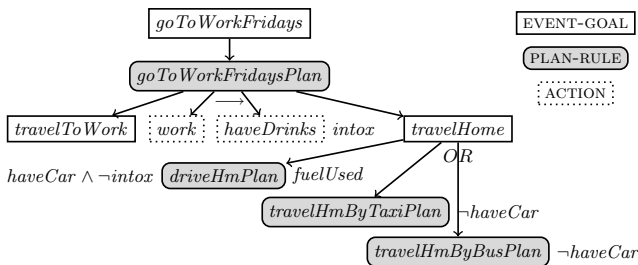 goToWorkFridays
EVENT-GOAL
goToWorkFridaysPlan
PLAN-RULE
ACTION
travelToWork work haveDrinks intox travelHome
OR
haveCar ∧ ¬intox driveHmPlan fuelUsed
travelHmByTaxiPlan ¬haveCar
travelHmByBusPlan ¬haveCar